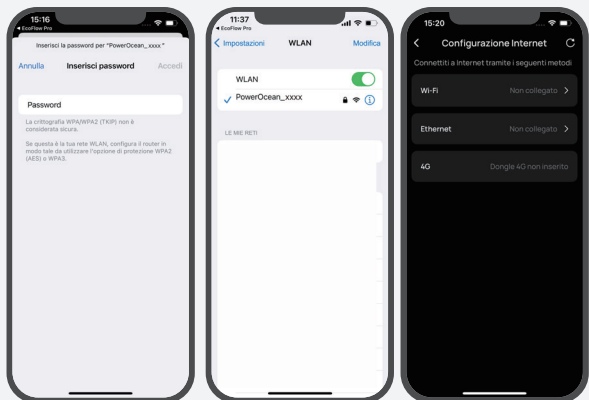 15:16
EcoFlow Pro
Inserisci la password per "PowerOcean_xxxx "
Annulla Inserisci password Accedi
Password
La crittografia WPA/WPA2 (TKIP) non è
considerata sicura.
Se questa è la tua rete WLAN, configura il router in
modo tale da utilizzare l'opzione di protezione WPA2
(AES) o WPA3.
11:37
EcoFlow Pro
Impostazioni WLAN Modifica
WLAN
PowerOcean_xxxx
LE MIE RETI
15:20
Configurazione Internet
Connettiti a Internet tramite i seguenti metodi
Wi-Fi Non collegato
Ethernet Non collegato
4G Dongle 4G non inserito